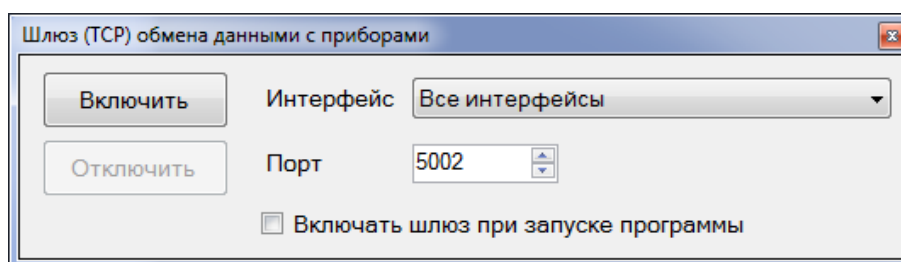 Шлюз (TCP) обмена данными с приборами
Включить
Интерфейс
Все интерфейсы
Отключить
Порт
5002
Включать шлюз при запуске программы